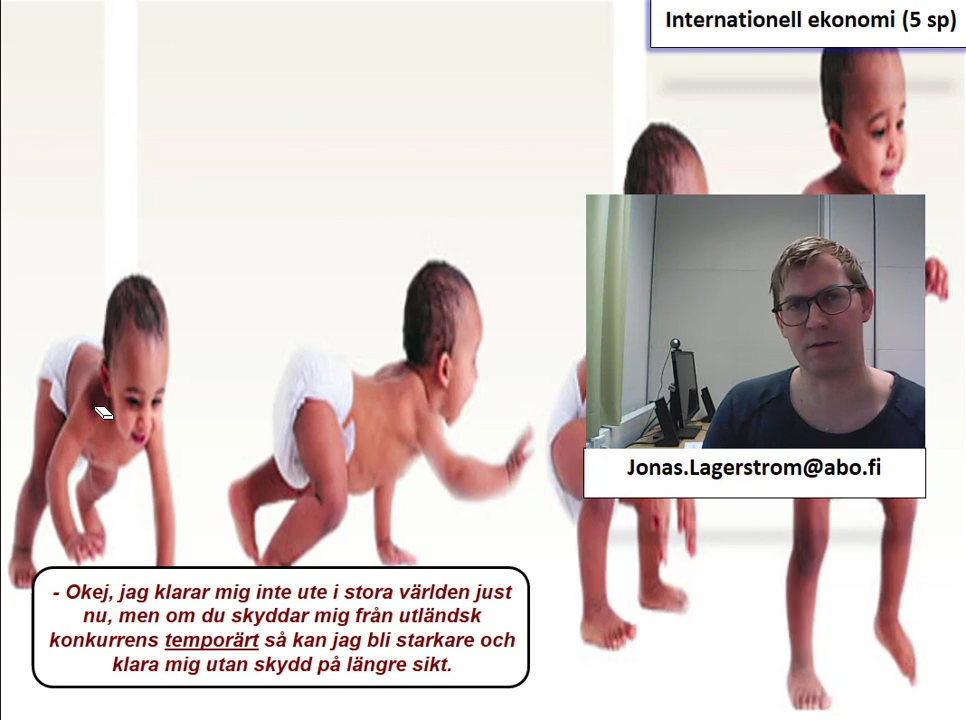 Internationell ekonomi (5 sp)
Jonas.Lagerstrom@abo.fi
- Okej, jag klarar mig inte ute i stora världen just
nu, men om du skyddar mig från utländsk
konkurrens temporärt så kan jag bli starkare och
klara mig utan skydd på längre sikt.